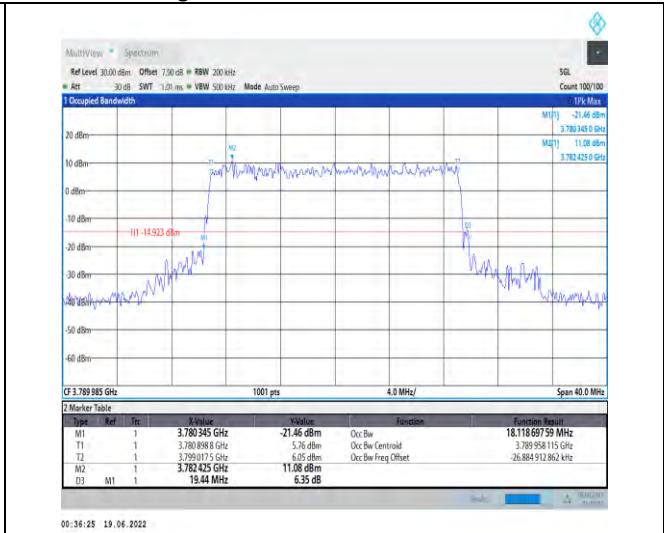 MultiView Spectrum
Ref Level 30.00 dBm Offset 7.90 dB RBW 200 kHz SGL
Att 30 dB SWT 1.01 ms VBW 500 kHz Mode Auto Sweep Count 100/100
1 Occupied Bandwidth 1Pk Max
M1[1] -21.46 dBm
3.780 345 0 GHz
M2[1] 11.08 dBm
3.782 425 0 GHz
20 dBm
10 dBm
0 dBm
-10 dBm
-20 dBm
-30 dBm
-40 dBm
-50 dBm
-60 dBm
H1 -14.923 dBm
T1
M2
T2
M1
D3
CF 3.789 985 GHz 1001 pts 4.0 MHz/ Span 40.0 MHz
2 Marker Table
Type Ref Trc X-Value Y-Value Function Function Result
M1 1 3.780345 GHz -21.46 dBm Occ Bw 18.118 697 59 MHz
T1 1 3.780 898 8 GHz 5.76 dBm Occ Bw Centroid 3.789 958 115 GHz
T2 1 3.799 017 5 GHz 6.05 dBm Occ Bw Freq Offset -26.884 912 862 kHz
M2 1 3.782 425 GHz 11.08 dBm
D3 M1 1 19.44 MHz 6.35 dB
00:36:25 19.06.2022